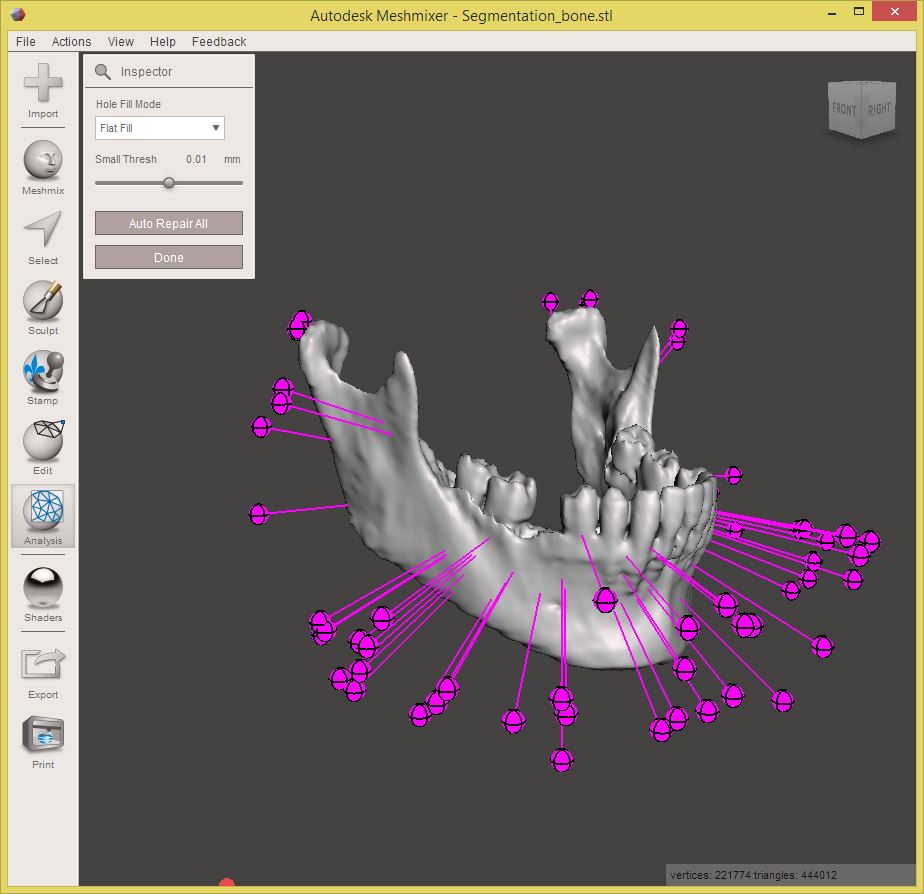 Autodesk Meshmixer - Segmentation_bone.stl
File Actions View Help Feedback
Import
Meshmix
Select
Sculpt
Stamp
Edit
Analysis
Shaders
Export
Print
Inspector
Hole Fill Mode
Flat Fill
Small Thresh 0.01 mm
Auto Repair All
Done
FRONT RIGHT
vertices: 221774 triangles: 444012